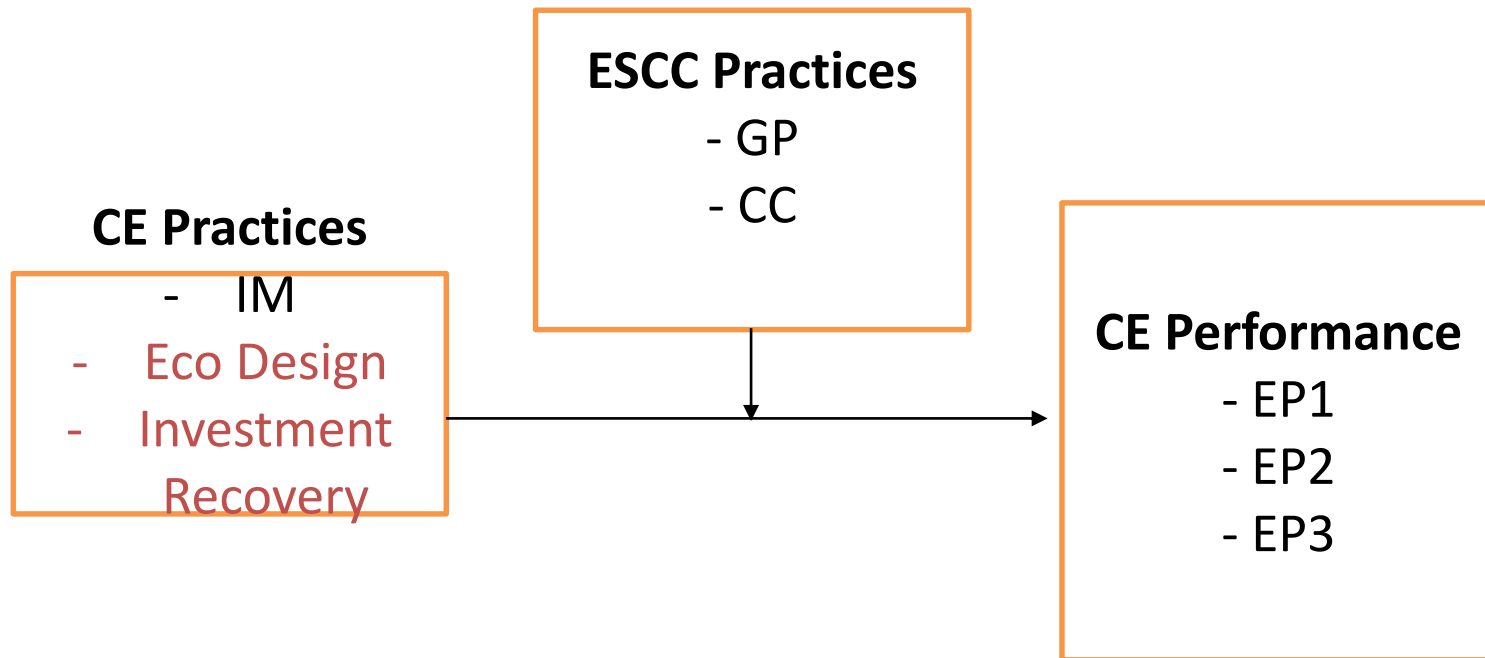 ESCC Practices
- GP
- CC
CE Practices
- IM
- Eco Design
- Investment
Recovery
CE Performance
- EP1
- EP2
- EP3